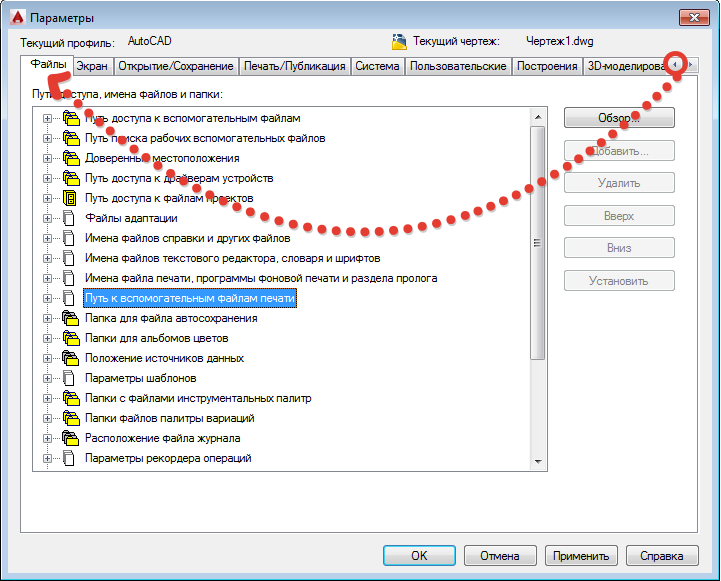 Параметры
Текущий профиль: AutoCAD Текущий чертеж: Чертеж1.dwg
Файлы Экран Открытие/Сохранение Печать/Публикация Система Пользовательские Построения 3D-моделирова
Пути доступа, имена файлов и папки:
Путь доступа к вспомогательным файлам
Путь поиска рабочих вспомогательных файлов
Доверенные местоположения
Путь доступа к драйверам устройств
Путь доступа к файлам проектов
Файлы адаптации
Имена файлов справки и других файлов
Имена файлов текстового редактора, словаря и шрифтов
Имена файла печати, программы фоновой печати и раздела пролога
Путь к вспомогательным файлам печати
Папка для файла автосохранения
Папки для альбомов цветов
Положение источников данных
Параметры шаблонов
Папки с файлами инструментальных палитр
Папки файлов палитры вариаций
Расположение файла журнала
Параметры рекордера операций
Обзор...
Добавить...
Удалить
Вверх
Вниз
Установить
OK Отмена Применить Справка